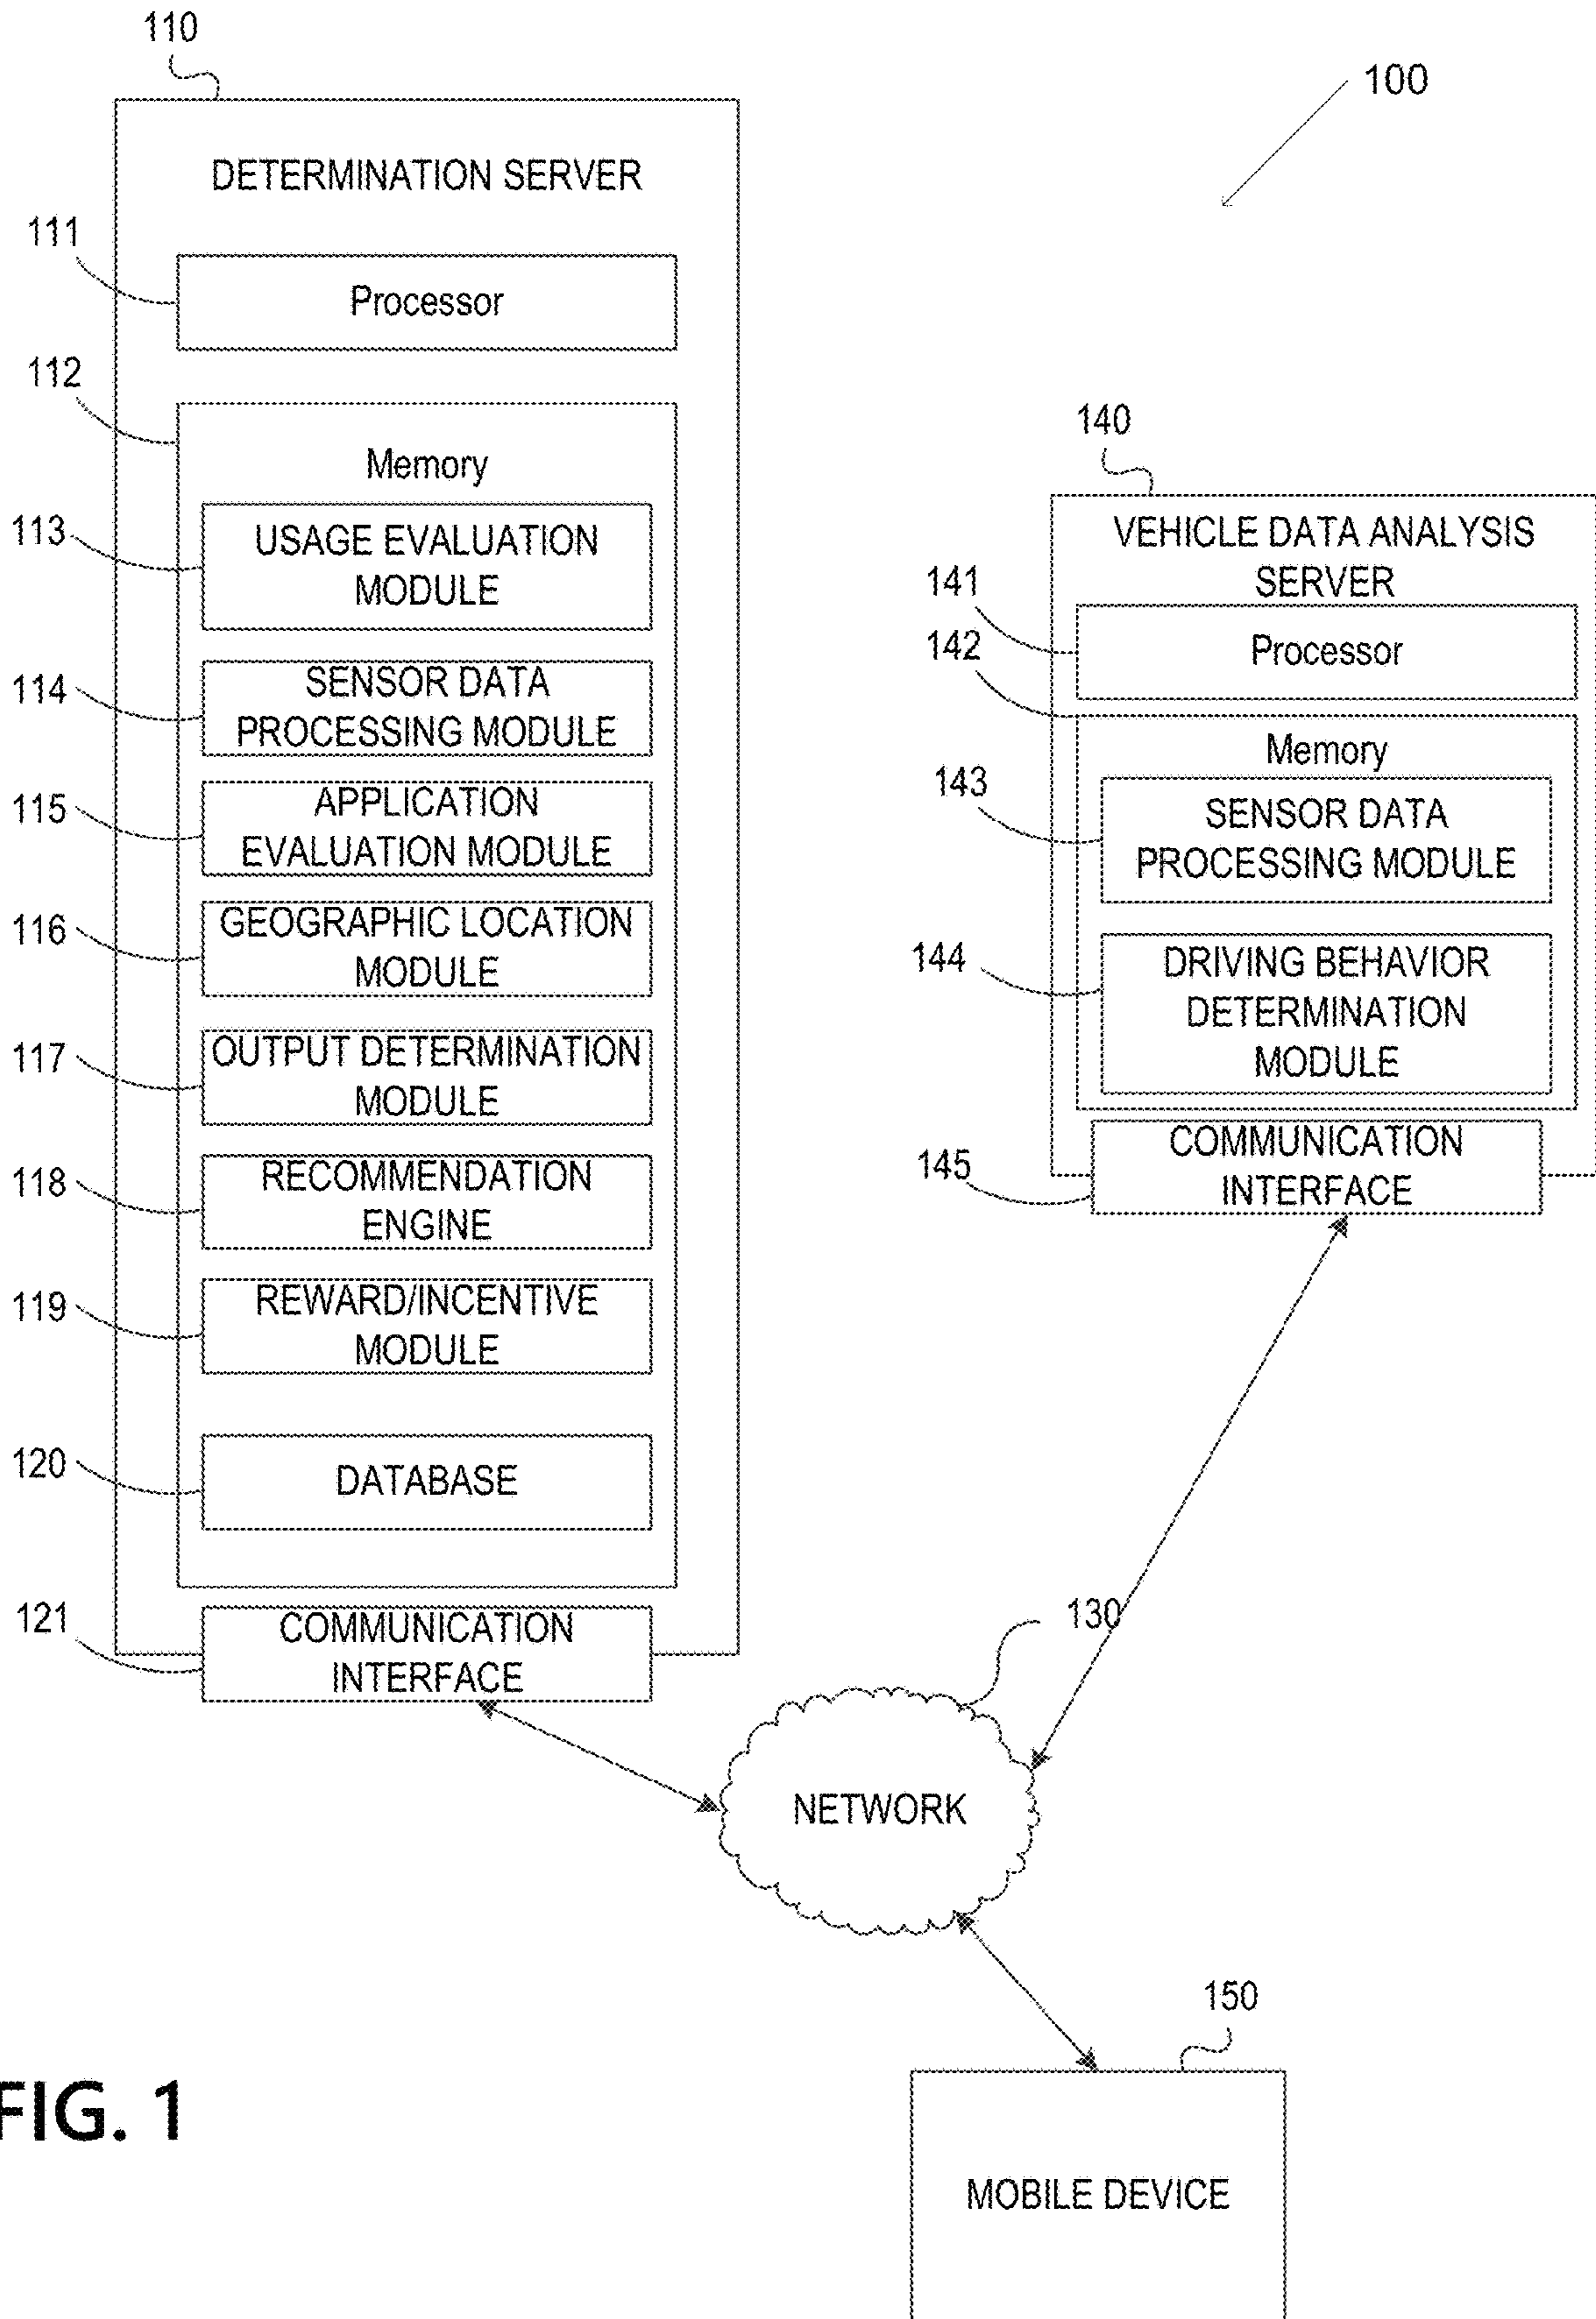 110
100
DETERMINATION SERVER
111
Processor
112
Memory
113
USAGE EVALUATION
MODULE
114
SENSOR DATA
PROCESSING MODULE
115
APPLICATION
EVALUATION MODULE
116
GEOGRAPHIC LOCATION
MODULE
117
OUTPUT DETERMINATION
MODULE
118
RECOMMENDATION
ENGINE
119
REWARD/INCENTIVE
MODULE
120
DATABASE
121
COMMUNICATION
INTERFACE
140
VEHICLE DATA ANALYSIS
SERVER
141
Processor
142
Memory
143
SENSOR DATA
PROCESSING MODULE
144
DRIVING BEHAVIOR
DETERMINATION
MODULE
145
COMMUNICATION
INTERFACE
130
NETWORK
150
MOBILE DEVICE
FIG. 1